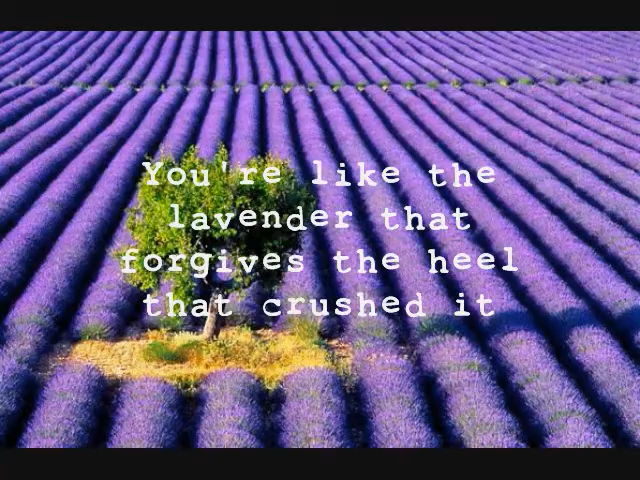 You're like the
lavender that
forgives the heel
that crushed it